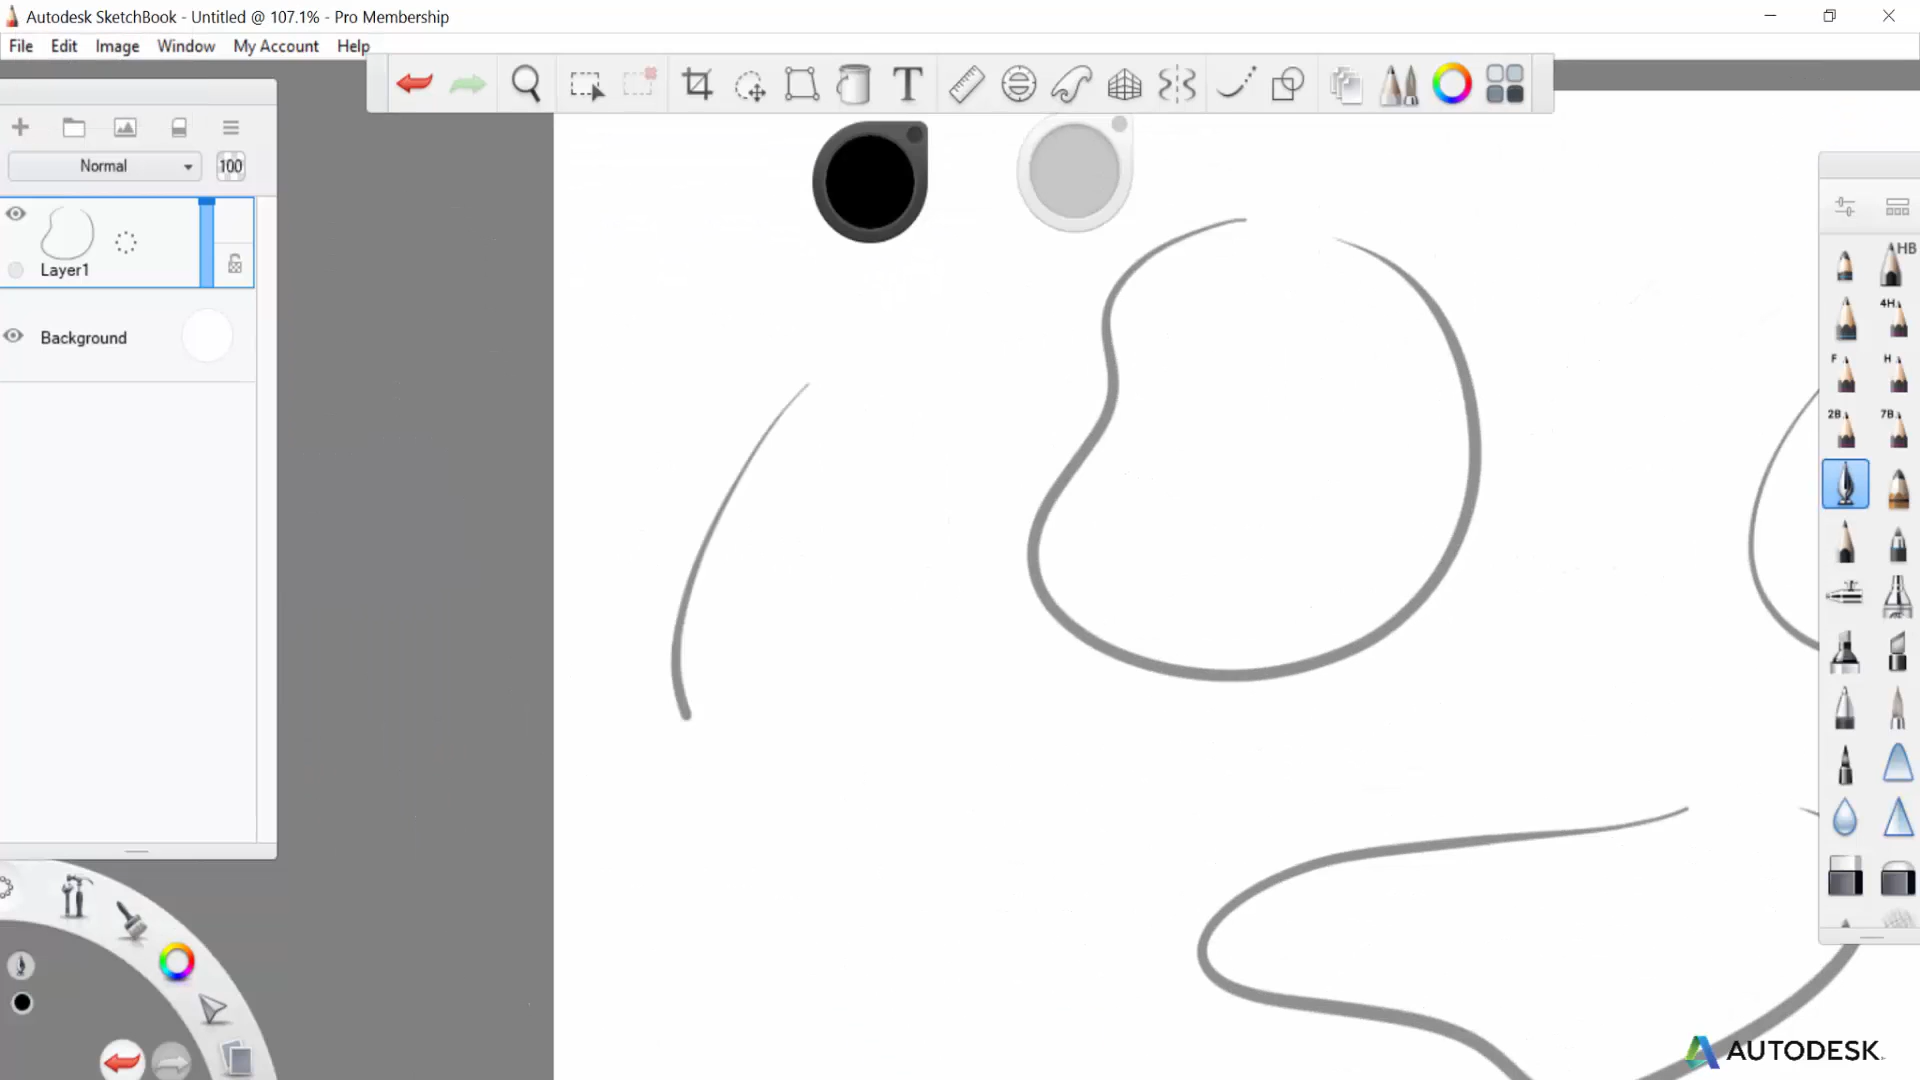 Autodesk SketchBook - Untitled @ 107.1% - Pro Membership
File Edit Image Window My Account Help
T
Normal 100
Layer1
Background
HB
4H
F H
2B 7B
AUTODESK